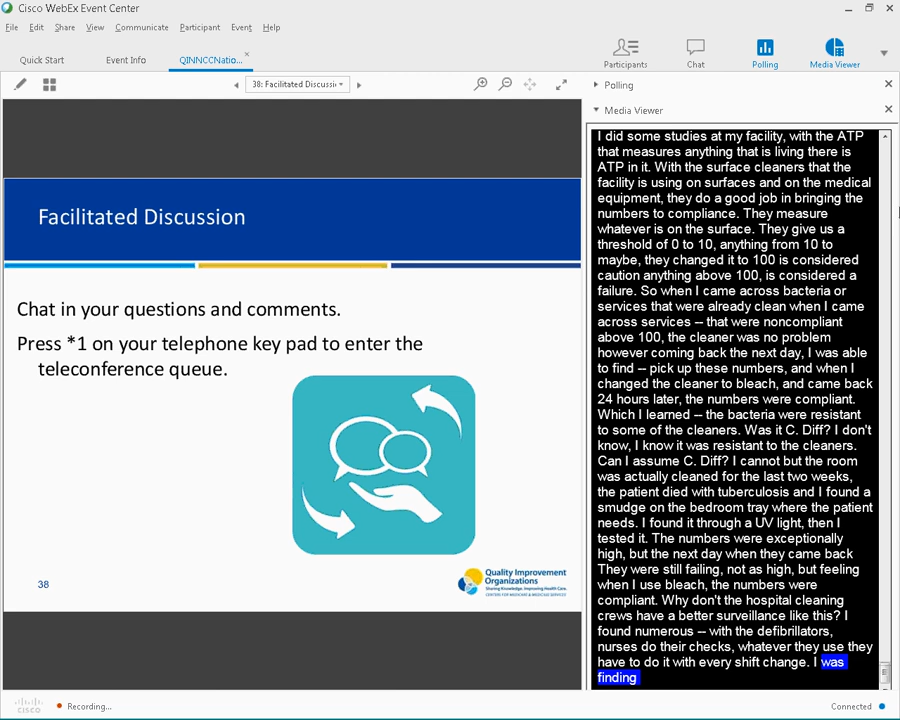 Cisco WebEx Event Center
File Edit Share View Communicate Participant Event Help
Quick Start Event Info QINNCCNatio...
Participants Chat Polling Media Viewer
38: Facilitated Discussi
Polling
Media Viewer
Facilitated Discussion
Chat in your questions and comments.
Press *1 on your telephone key pad to enter the
teleconference queue.
38
Quality Improvement
Organizations
Sharing Knowledge. Improving Health Care.
CENTERS FOR MEDICARE & MEDICAID SERVICES
I did some studies at my facility, with the ATP
that measures anything that is living there is
ATP in it. With the surface cleaners that the
facility is using on surfaces and on the medical
equipment, they do a good job in bringing the
numbers to compliance. They measure
whatever is on the surface. They give us a
threshold of 0 to 10, anything from 10 to
maybe, they changed it to 100 is considered
caution anything above 100, is considered a
failure. So when I came across bacteria or
services that were already clean when I came
across services -- that were noncompliant
above 100, the cleaner was no problem
however coming back the next day, I was able
to find -- pick up these numbers, and when I
changed the cleaner to bleach, and came back
24 hours later, the numbers were compliant.
Which I learned -- the bacteria were resistant
to some of the cleaners. Was it C. Diff? I don't
know, I know it was resistant to the cleaners.
Can I assume C. Diff? I cannot but the room
was actually cleaned for the last two weeks,
the patient died with tuberculosis and I found a
smudge on the bedroom tray where the patient
needs. I found it through a UV light, then I
tested it. The numbers were exceptionally
high, but the next day when they came back
They were still failing, not as high, but feeling
when I use bleach, the numbers were
compliant. Why don't the hospital cleaning
crews have a better surveillance like this? I
found numerous -- with the defibrillators,
nurses do their checks, whatever they use they
have to do it with every shift change. I was
finding
cisco Recording... Connected